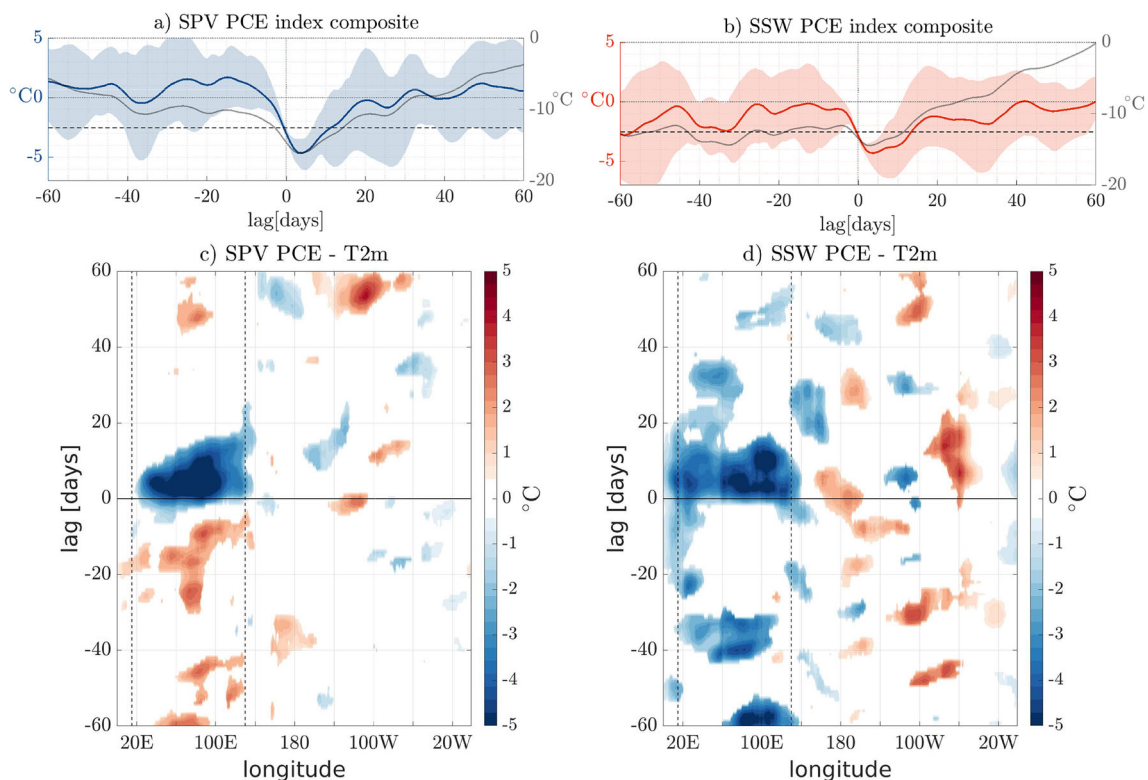 a) SPV PCE index composite
5
°C0
-5
0
-10
-20
°C
-60 -40 -20 0 20 40 60
lag[days]
b) SSW PCE index composite
5
°C0
-5
0
-10
-20
°C
-60 -40 -20 0 20 40 60
lag[days]
c) SPV PCE - T2m
60
40
20
0
-20
-40
-60
lag [days]
20E 100E 180 100W 20W
longitude
5
4
3
2
1
0
-1
-2
-3
-4
-5
°C
d) SSW PCE - T2m
60
40
20
0
-20
-40
-60
lag [days]
20E 100E 180 100W 20W
longitude
5
4
3
2
1
0
-1
-2
-3
-4
-5
°C